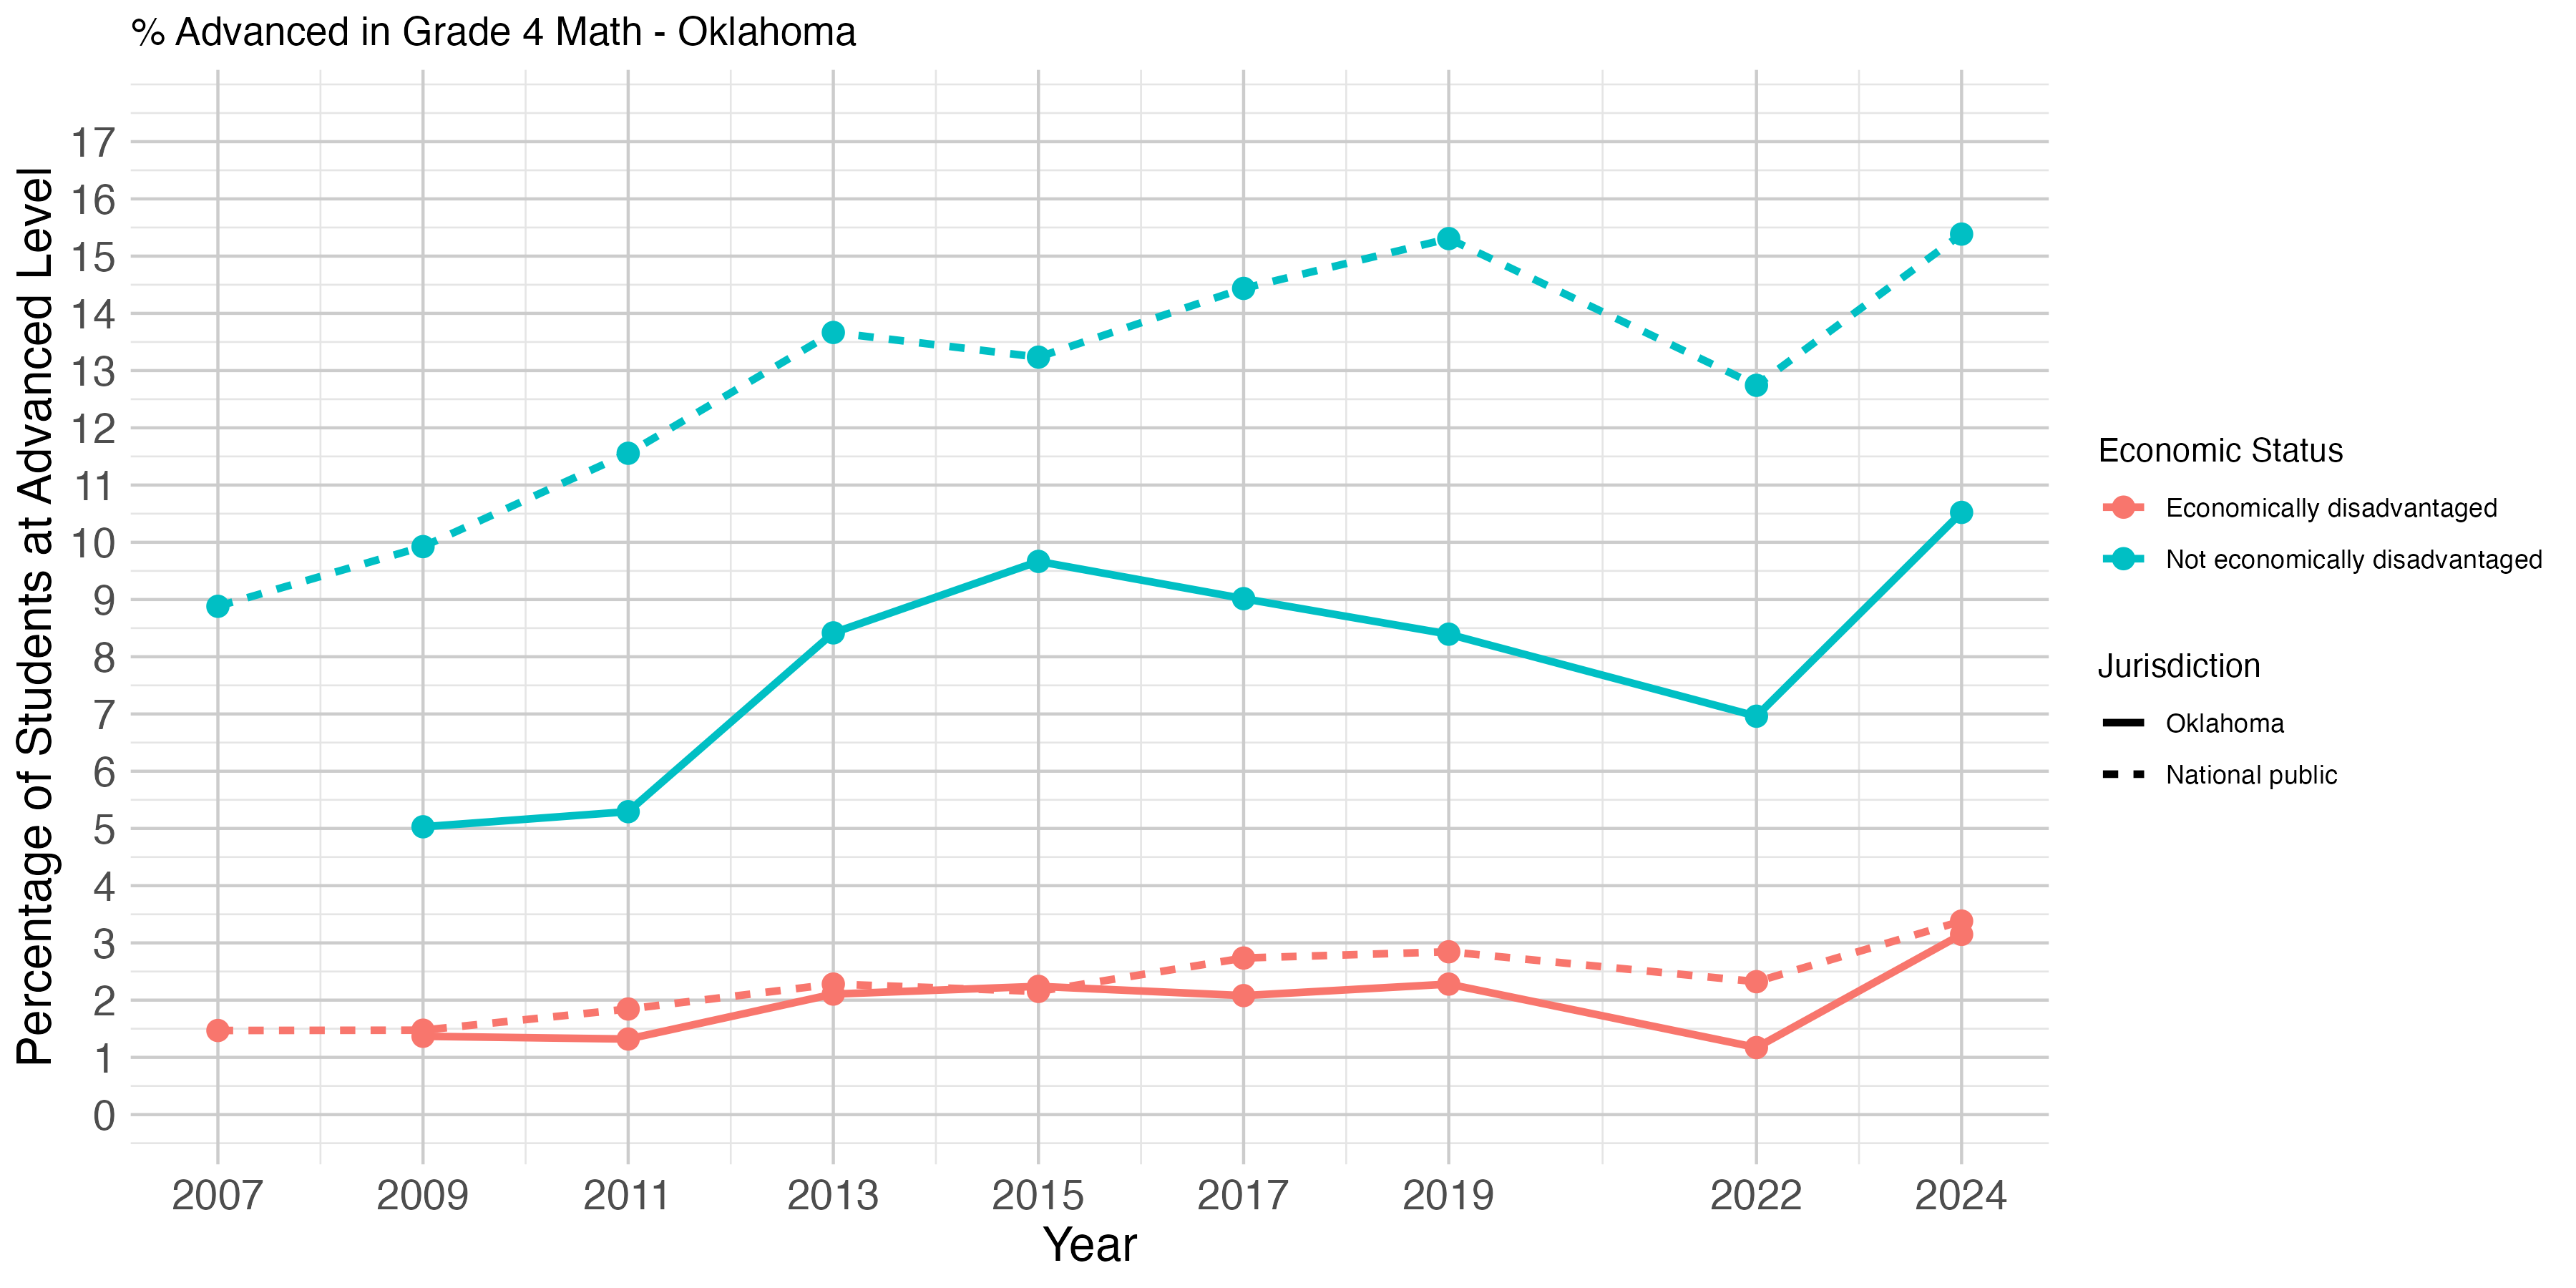 % Advanced in Grade 4 Math - Oklahoma
Percentage of Students at Advanced Level
17
16
15
14
13
12
11
10
9
8
7
6
5
4
3
2
1
0
2007 2009 2011 2013 2015 2017 2019 2022 2024
Year
Economic Status
Economically disadvantaged
Not economically disadvantaged
Jurisdiction
Oklahoma
National public